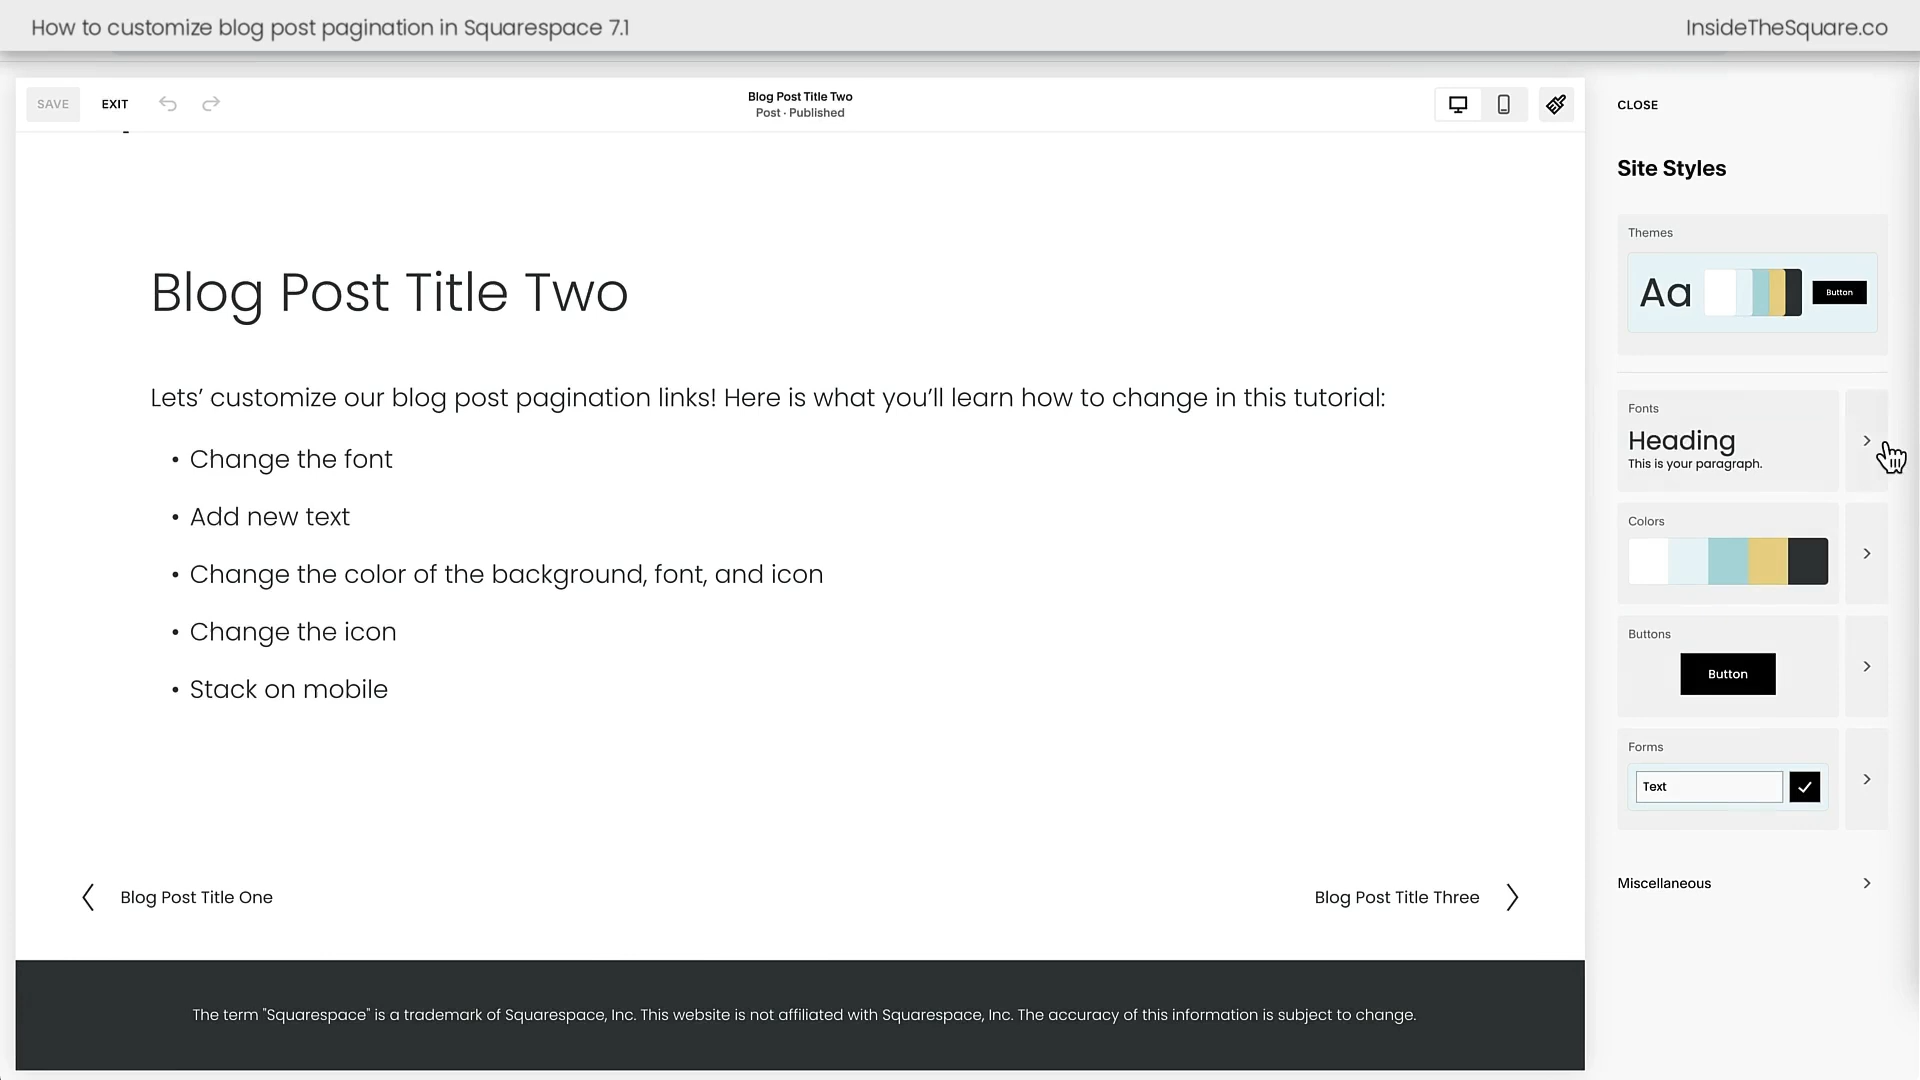 How to customize blog post pagination in Squarespace 7.1
InsideTheSquare.co
SAVE
EXIT
Blog Post Title Two
Post · Published
CLOSE
Site Styles
Themes
Aa
Button
Blog Post Title Two
Lets’ customize our blog post pagination links! Here is what you’ll learn how to change in this tutorial:
• Change the font
• Add new text
• Change the color of the background, font, and icon
• Change the icon
• Stack on mobile
Fonts
Heading
This is your paragraph.
Colors
Buttons
Button
Forms
Text
Miscellaneous
Blog Post Title One
Blog Post Title Three
The term "Squarespace" is a trademark of Squarespace, Inc. This website is not affiliated with Squarespace, Inc. The accuracy of this information is subject to change.